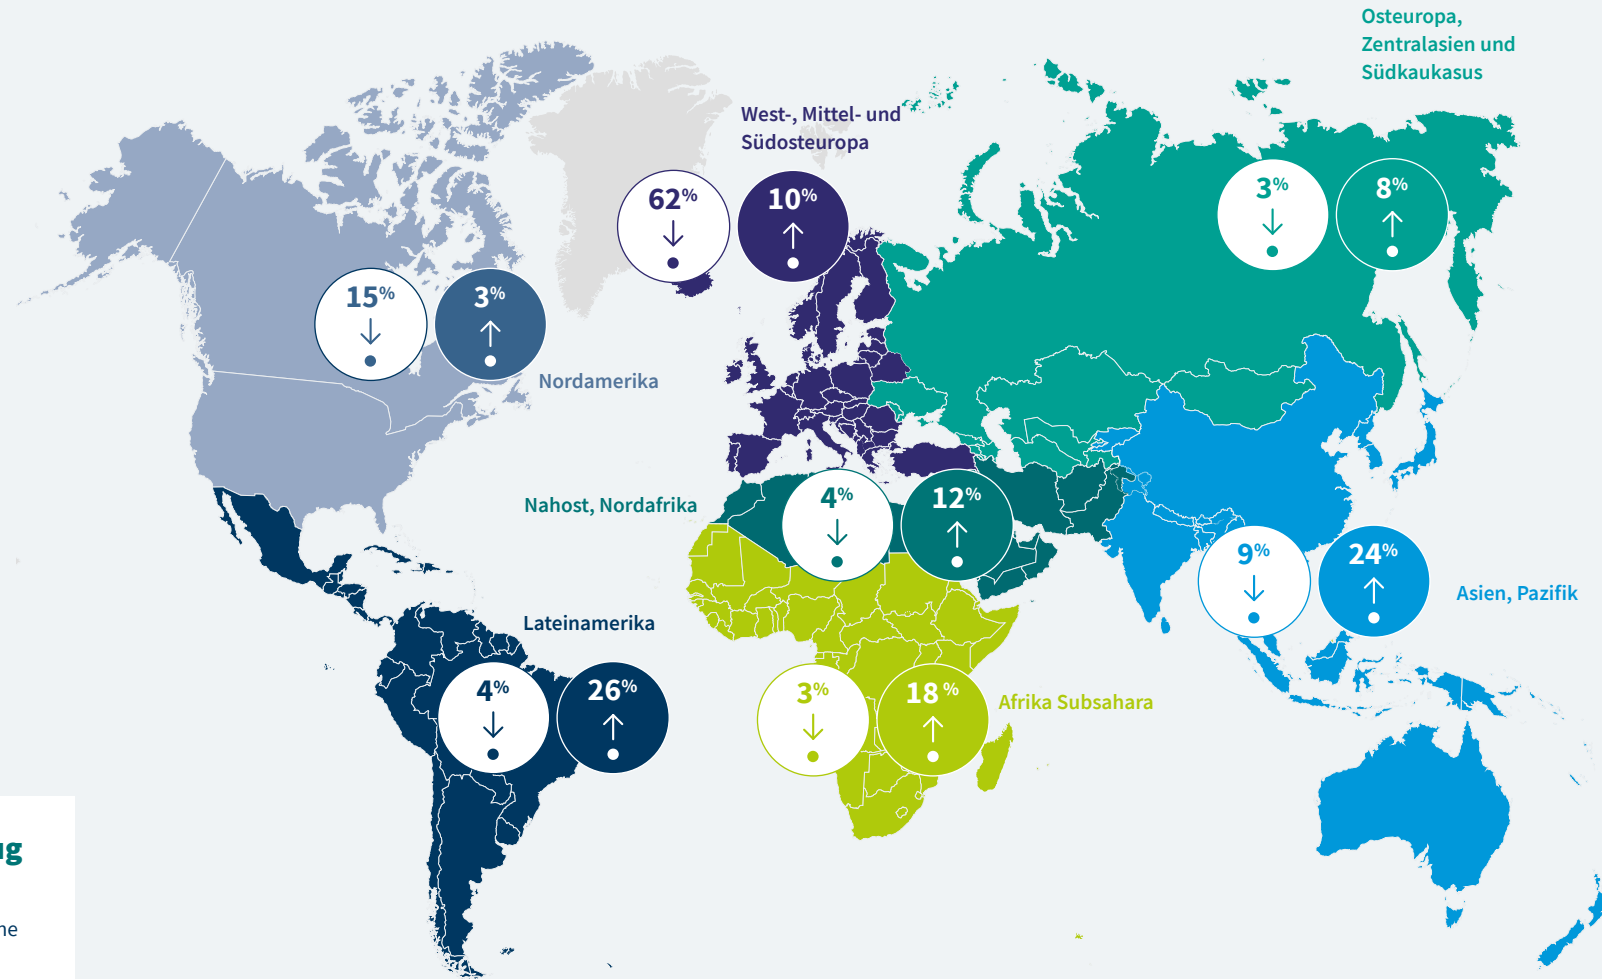 Osteuropa,
Zentralasien und
Südkaukasus
West-, Mittel- und
Südosteuropa
62%
10%
3%
8%
15%
3%
Nordamerika
Nahost, Nordafrika
4%
12%
9%
24%
Asien, Pazifik
Lateinamerika
4%
26%
3%
18 %
Afrika Subsahara